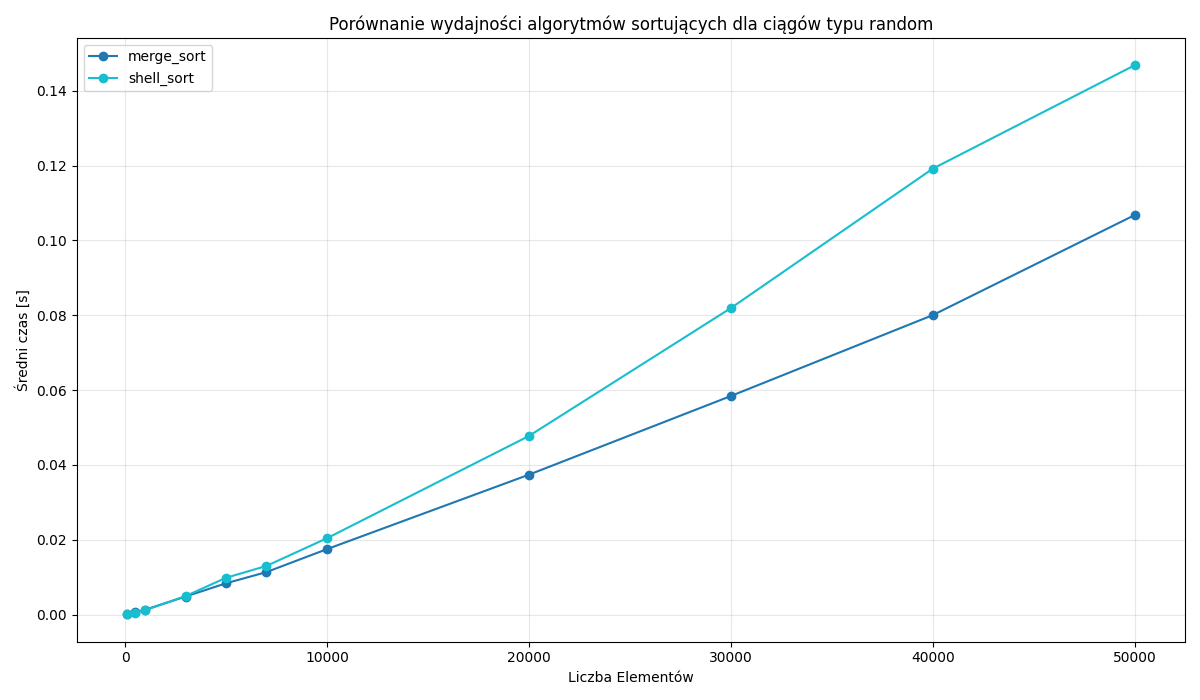 Porównanie wydajności algorytmów sortujących dla ciągów typu random
merge_sort
shell_sort
0.14
0.12
0.10
0.08
0.06
0.04
0.02
0.00
Średni czas [s]
0 10000 20000 30000 40000 50000
Liczba Elementów